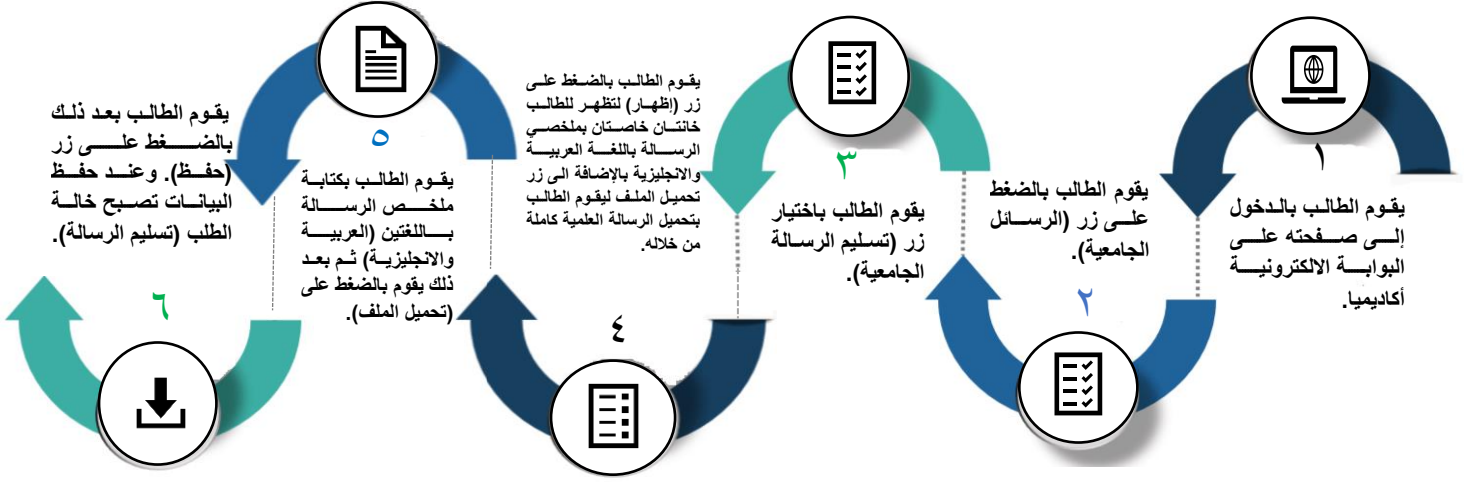 ١
يقوم الطالب بالدخول
إلى صفحته على
البوابة الالكترونية
أكاديميا.
٢
يقوم الطالب بالضغط
على زر (الرسائل
الجامعية).
٣
يقوم الطالب باختيار
زر (تسليم الرسالة
الجامعية).
٤
يقوم الطالب بالضغط على
زر (إظهار) لتظهر للطالب
خانتان خاصتان بملخصي
الرسالة باللغة العربية
والانجليزية بالإضافة الى زر
تحميل الملف ليقوم الطالب
بتحميل الرسالة العلمية كاملة
من خلاله.
٥
يقوم الطالب بكتابة
ملخص الرسالة
باللغتين (العربية
والانجليزية) ثم بعد
ذلك يقوم بالضغط على
(تحميل الملف).
٦
يقوم الطالب بعد ذلك
بالضغط على زر
(حفظ). وعند حفظ
البيانات تصبح خالة
الطلب (تسليم الرسالة).